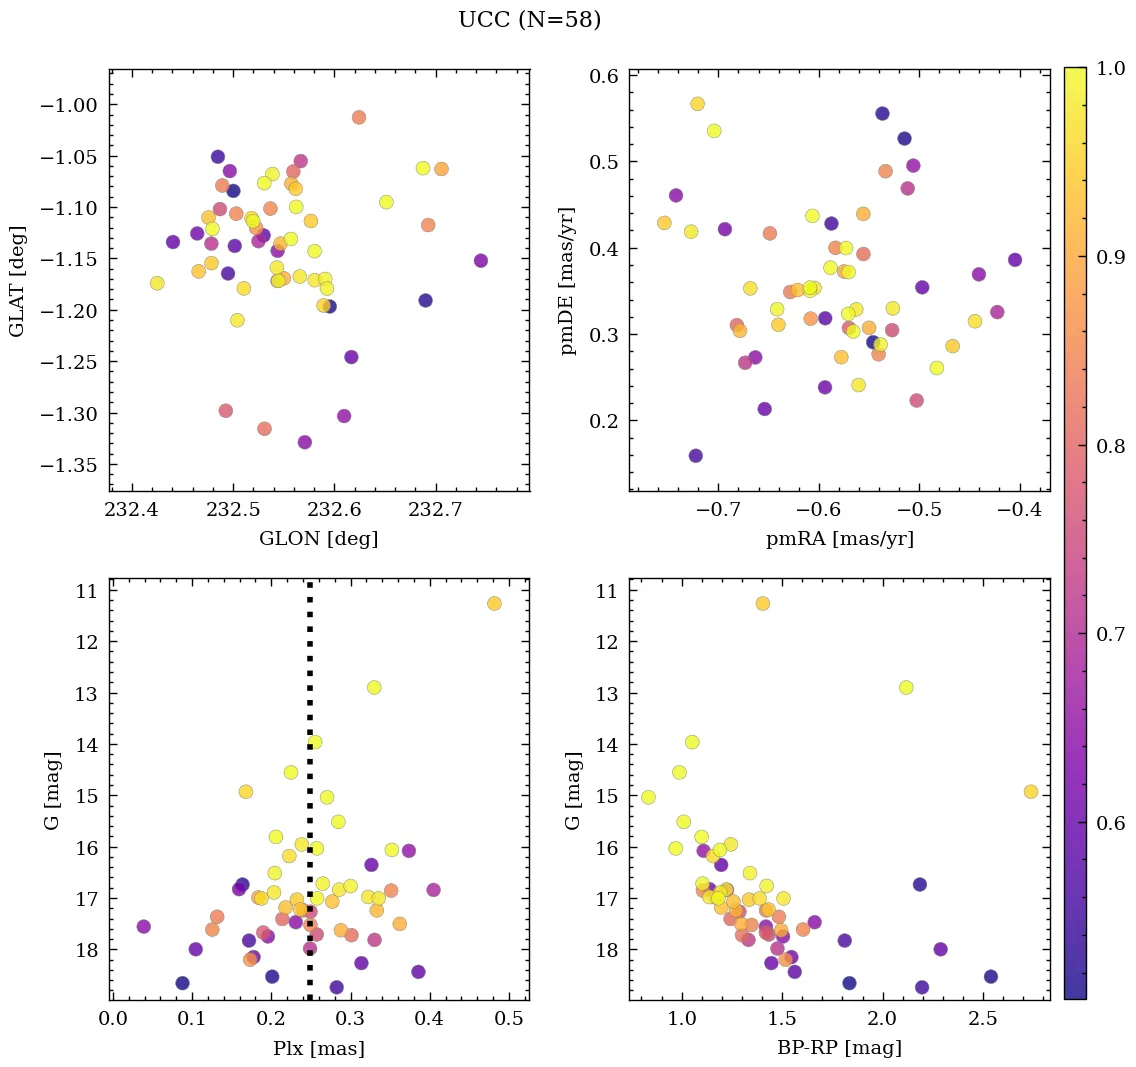 UCC (N=58)
−1.00
−1.05
−1.10
−1.15
−1.20
−1.25
−1.30
−1.35
GLAT [deg]
232.4 232.5 232.6 232.7
GLON [deg]
0.6
0.5
0.4
0.3
0.2
pmDE [mas/yr]
−0.7 −0.6 −0.5 −0.4
pmRA [mas/yr]
1.0
0.9
0.8
0.7
0.6
11
12
13
14
15
16
17
18
G [mag]
0.0 0.1 0.2 0.3 0.4 0.5
Plx [mas]
11
12
13
14
15
16
17
18
G [mag]
1.0 1.5 2.0 2.5
BP-RP [mag]